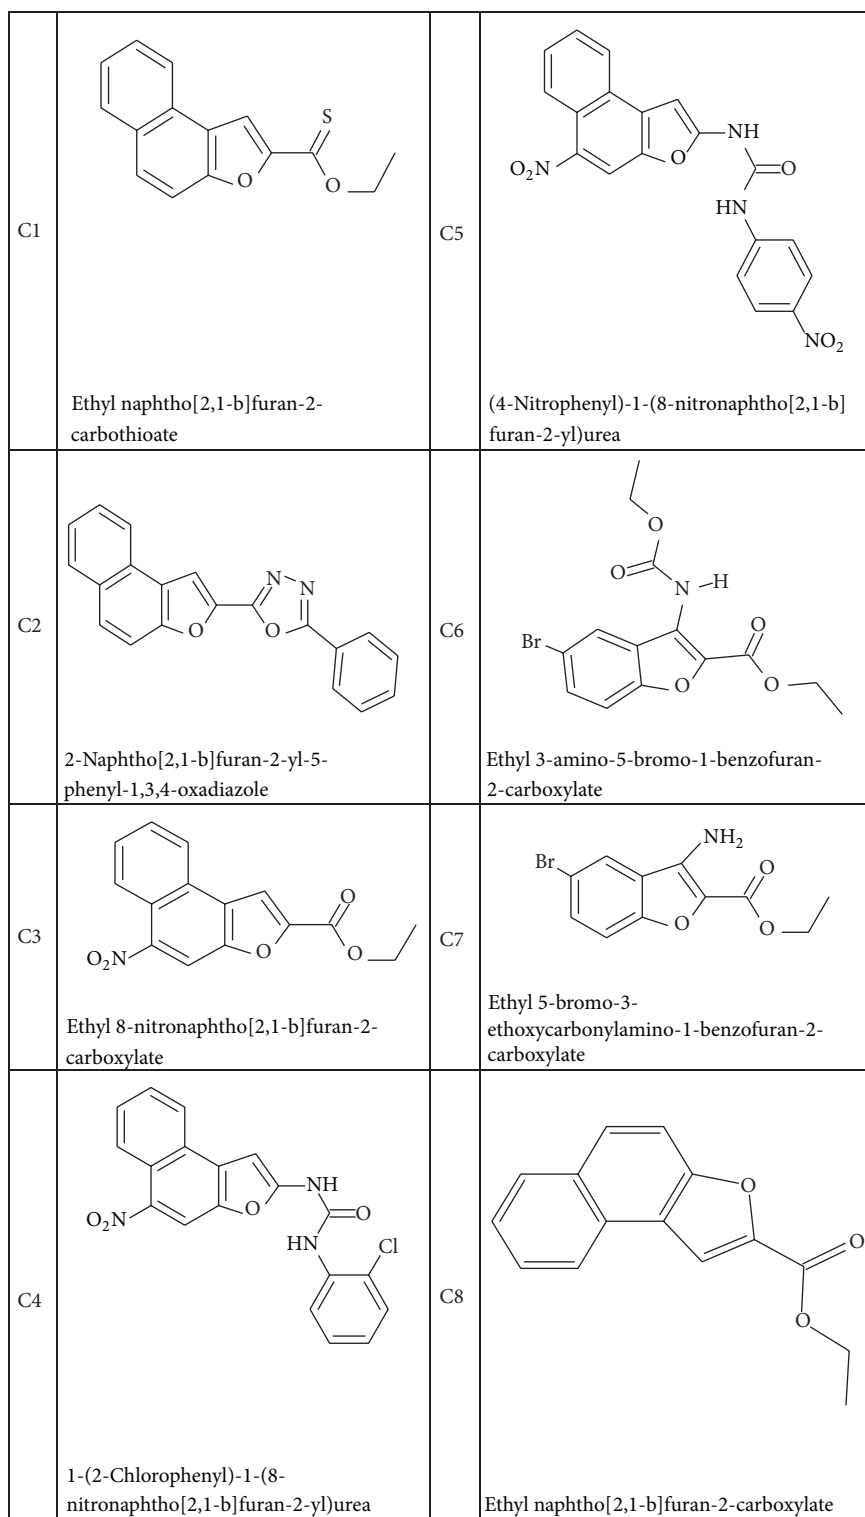 C1
S
O
O
Ethyl naphtho[2,1-b]furan-2-
carbothioate
C5
NH
O
O
O₂N
HN
NO₂
(4-Nitrophenyl)-1-(8-nitronaphtho[2,1-b]
furan-2-yl)urea
C2
N
N
O
O
2-Naphtho[2,1-b]furan-2-yl-5-
phenyl-1,3,4-oxadiazole
C6
O
O
N
H
Br
O
O
O
Ethyl 3-amino-5-bromo-1-benzofuran-
2-carboxylate
C3
O
O
O₂N
O
Ethyl 8-nitronaphtho[2,1-b]furan-2-
carboxylate
C7
NH₂
Br
O
O
O
Ethyl 5-bromo-3-
ethoxycarbonylamino-1-benzofuran-2-
carboxylate
C4
NH
O
O
O₂N
HN
Cl
1-(2-Chlorophenyl)-1-(8-
nitronaphtho[2,1-b]furan-2-yl)urea
C8
O
O
O
Ethyl naphtho[2,1-b]furan-2-carboxylate